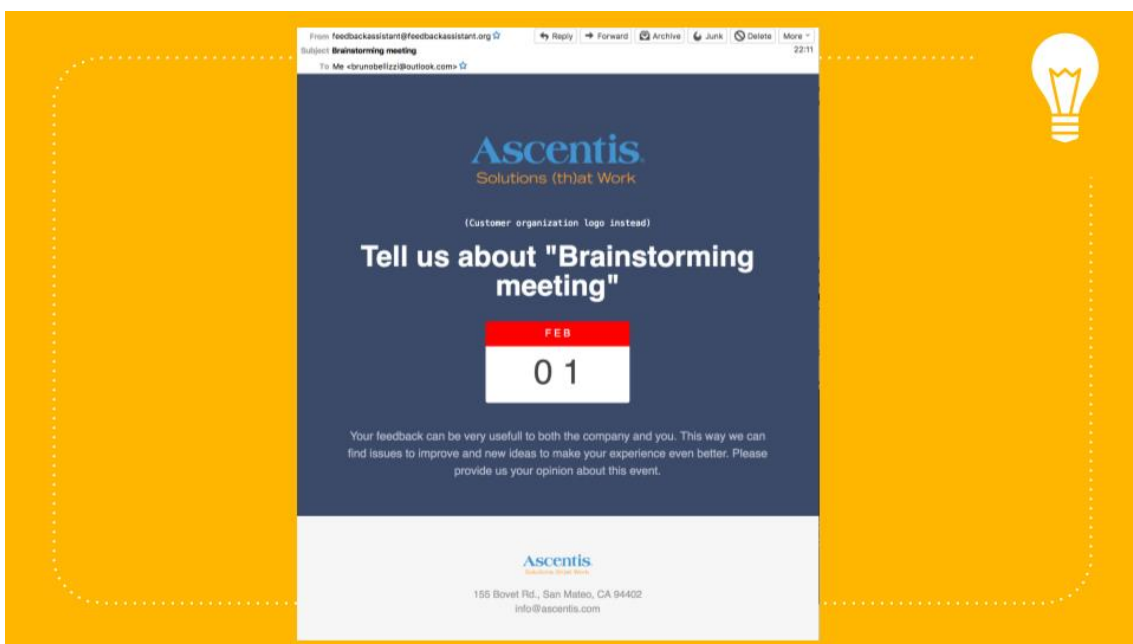 From feedbackassistant@feedbackassistant.org Reply Forward Archive Junk Delete More
Subject Brainstorming meeting 22:11
To Me <brunobellizzi@outlook.com>
Ascentis.
Solutions (th)at Work
(Customer organization logo instead)
Tell us about "Brainstorming
meeting"
FEB
01
Your feedback can be very usefull to both the company and you. This way we can
find issues to improve and new ideas to make your experience even better. Please
provide us your opinion about this event.
Ascentis
Solutions (th)at Work
155 Bovet Rd., San Mateo, CA 94402
info@ascentis.com